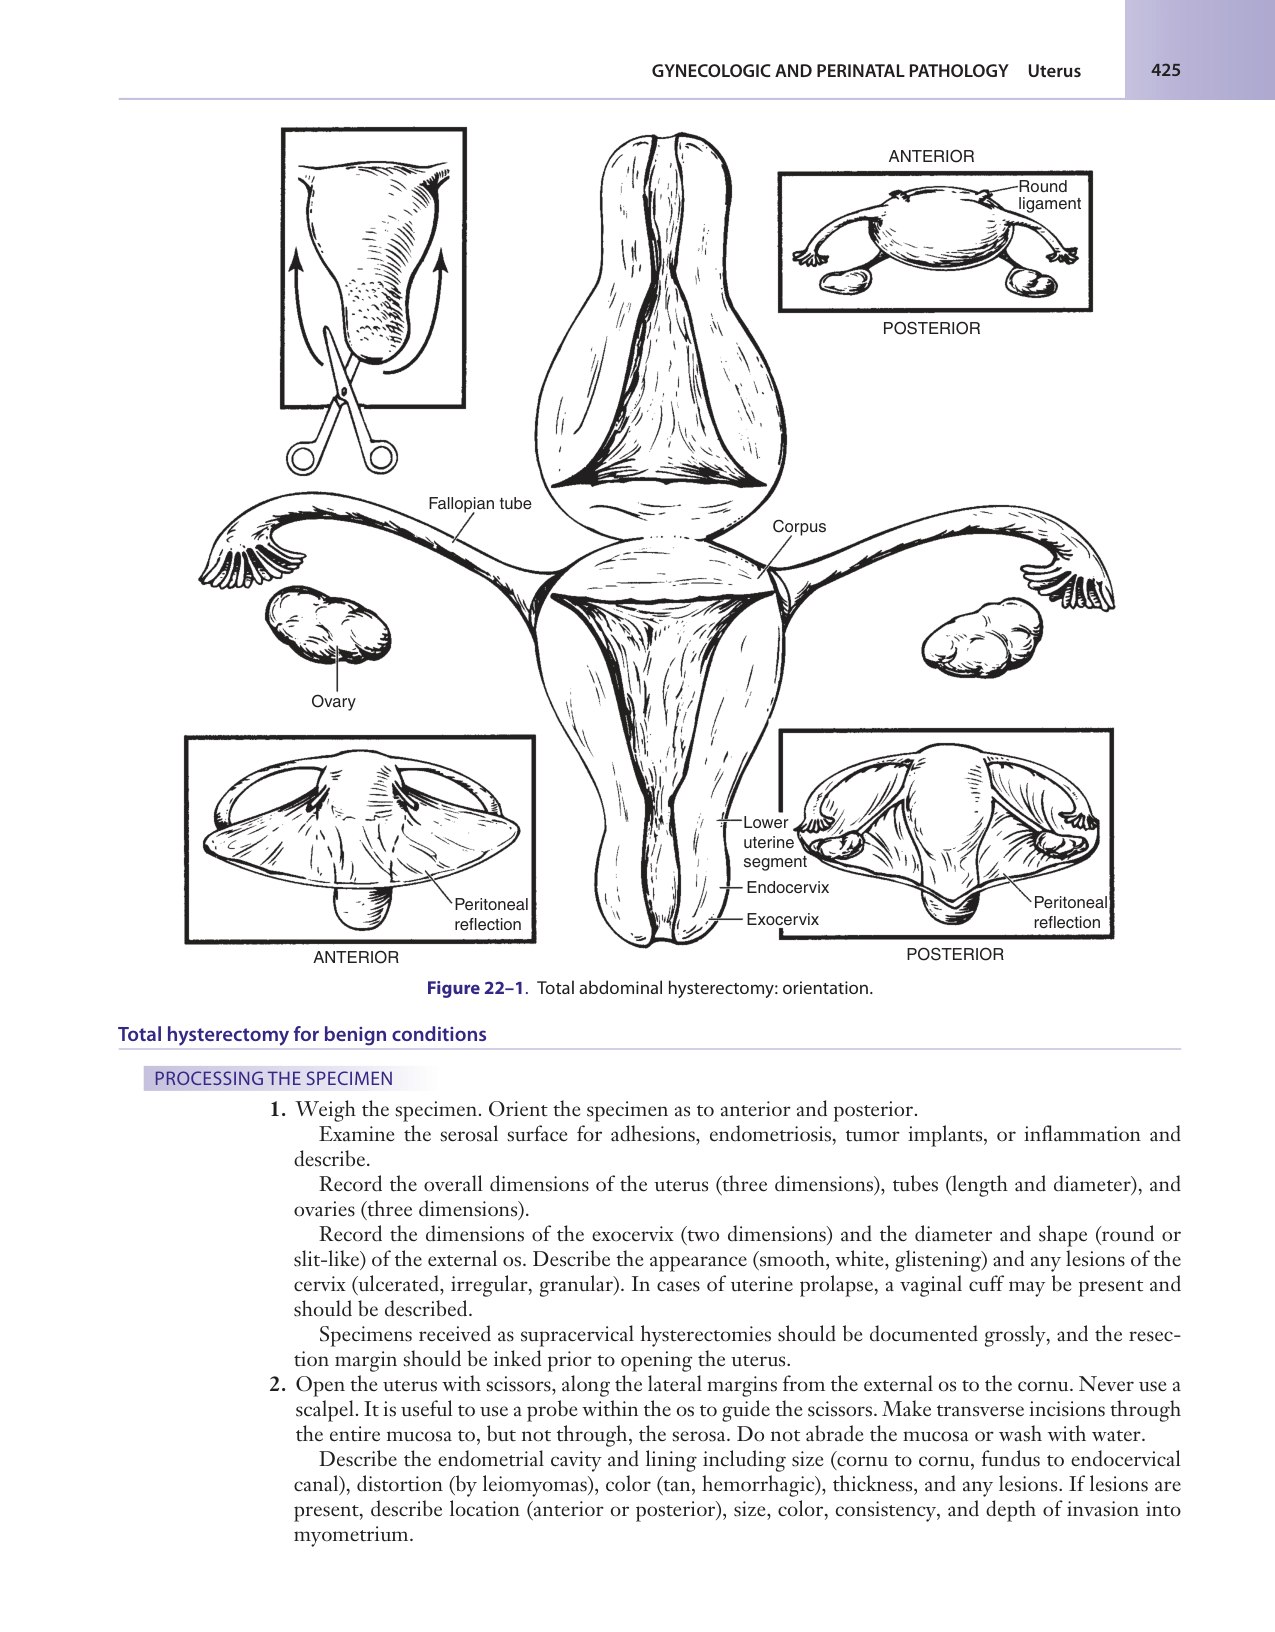 GYNECOLOGIC AND PERINATAL PATHOLOGY Uterus 425
ANTERIOR
Round
ligament
POSTERIOR
Fallopian tube
Corpus
Ovary
Lower
uterine
segment
Endocervix
Exocervix
Peritoneal
reflection
ANTERIOR
Peritoneal
reflection
POSTERIOR
Figure 22–1. Total abdominal hysterectomy: orientation.
Total hysterectomy for benign conditions
PROCESSING THE SPECIMEN
1. Weigh the specimen. Orient the specimen as to anterior and posterior.
Examine the serosal surface for adhesions, endometriosis, tumor implants, or inflammation and
describe.
Record the overall dimensions of the uterus (three dimensions), tubes (length and diameter), and
ovaries (three dimensions).
Record the dimensions of the exocervix (two dimensions) and the diameter and shape (round or
slit-like) of the external os. Describe the appearance (smooth, white, glistening) and any lesions of the
cervix (ulcerated, irregular, granular). In cases of uterine prolapse, a vaginal cuff may be present and
should be described.
Specimens received as supracervical hysterectomies should be documented grossly, and the resec-
tion margin should be inked prior to opening the uterus.
2. Open the uterus with scissors, along the lateral margins from the external os to the cornu. Never use a
scalpel. It is useful to use a probe within the os to guide the scissors. Make transverse incisions through
the entire mucosa to, but not through, the serosa. Do not abrade the mucosa or wash with water.
Describe the endometrial cavity and lining including size (cornu to cornu, fundus to endocervical
canal), distortion (by leiomyomas), color (tan, hemorrhagic), thickness, and any lesions. If lesions are
present, describe location (anterior or posterior), size, color, consistency, and depth of invasion into
myometrium.